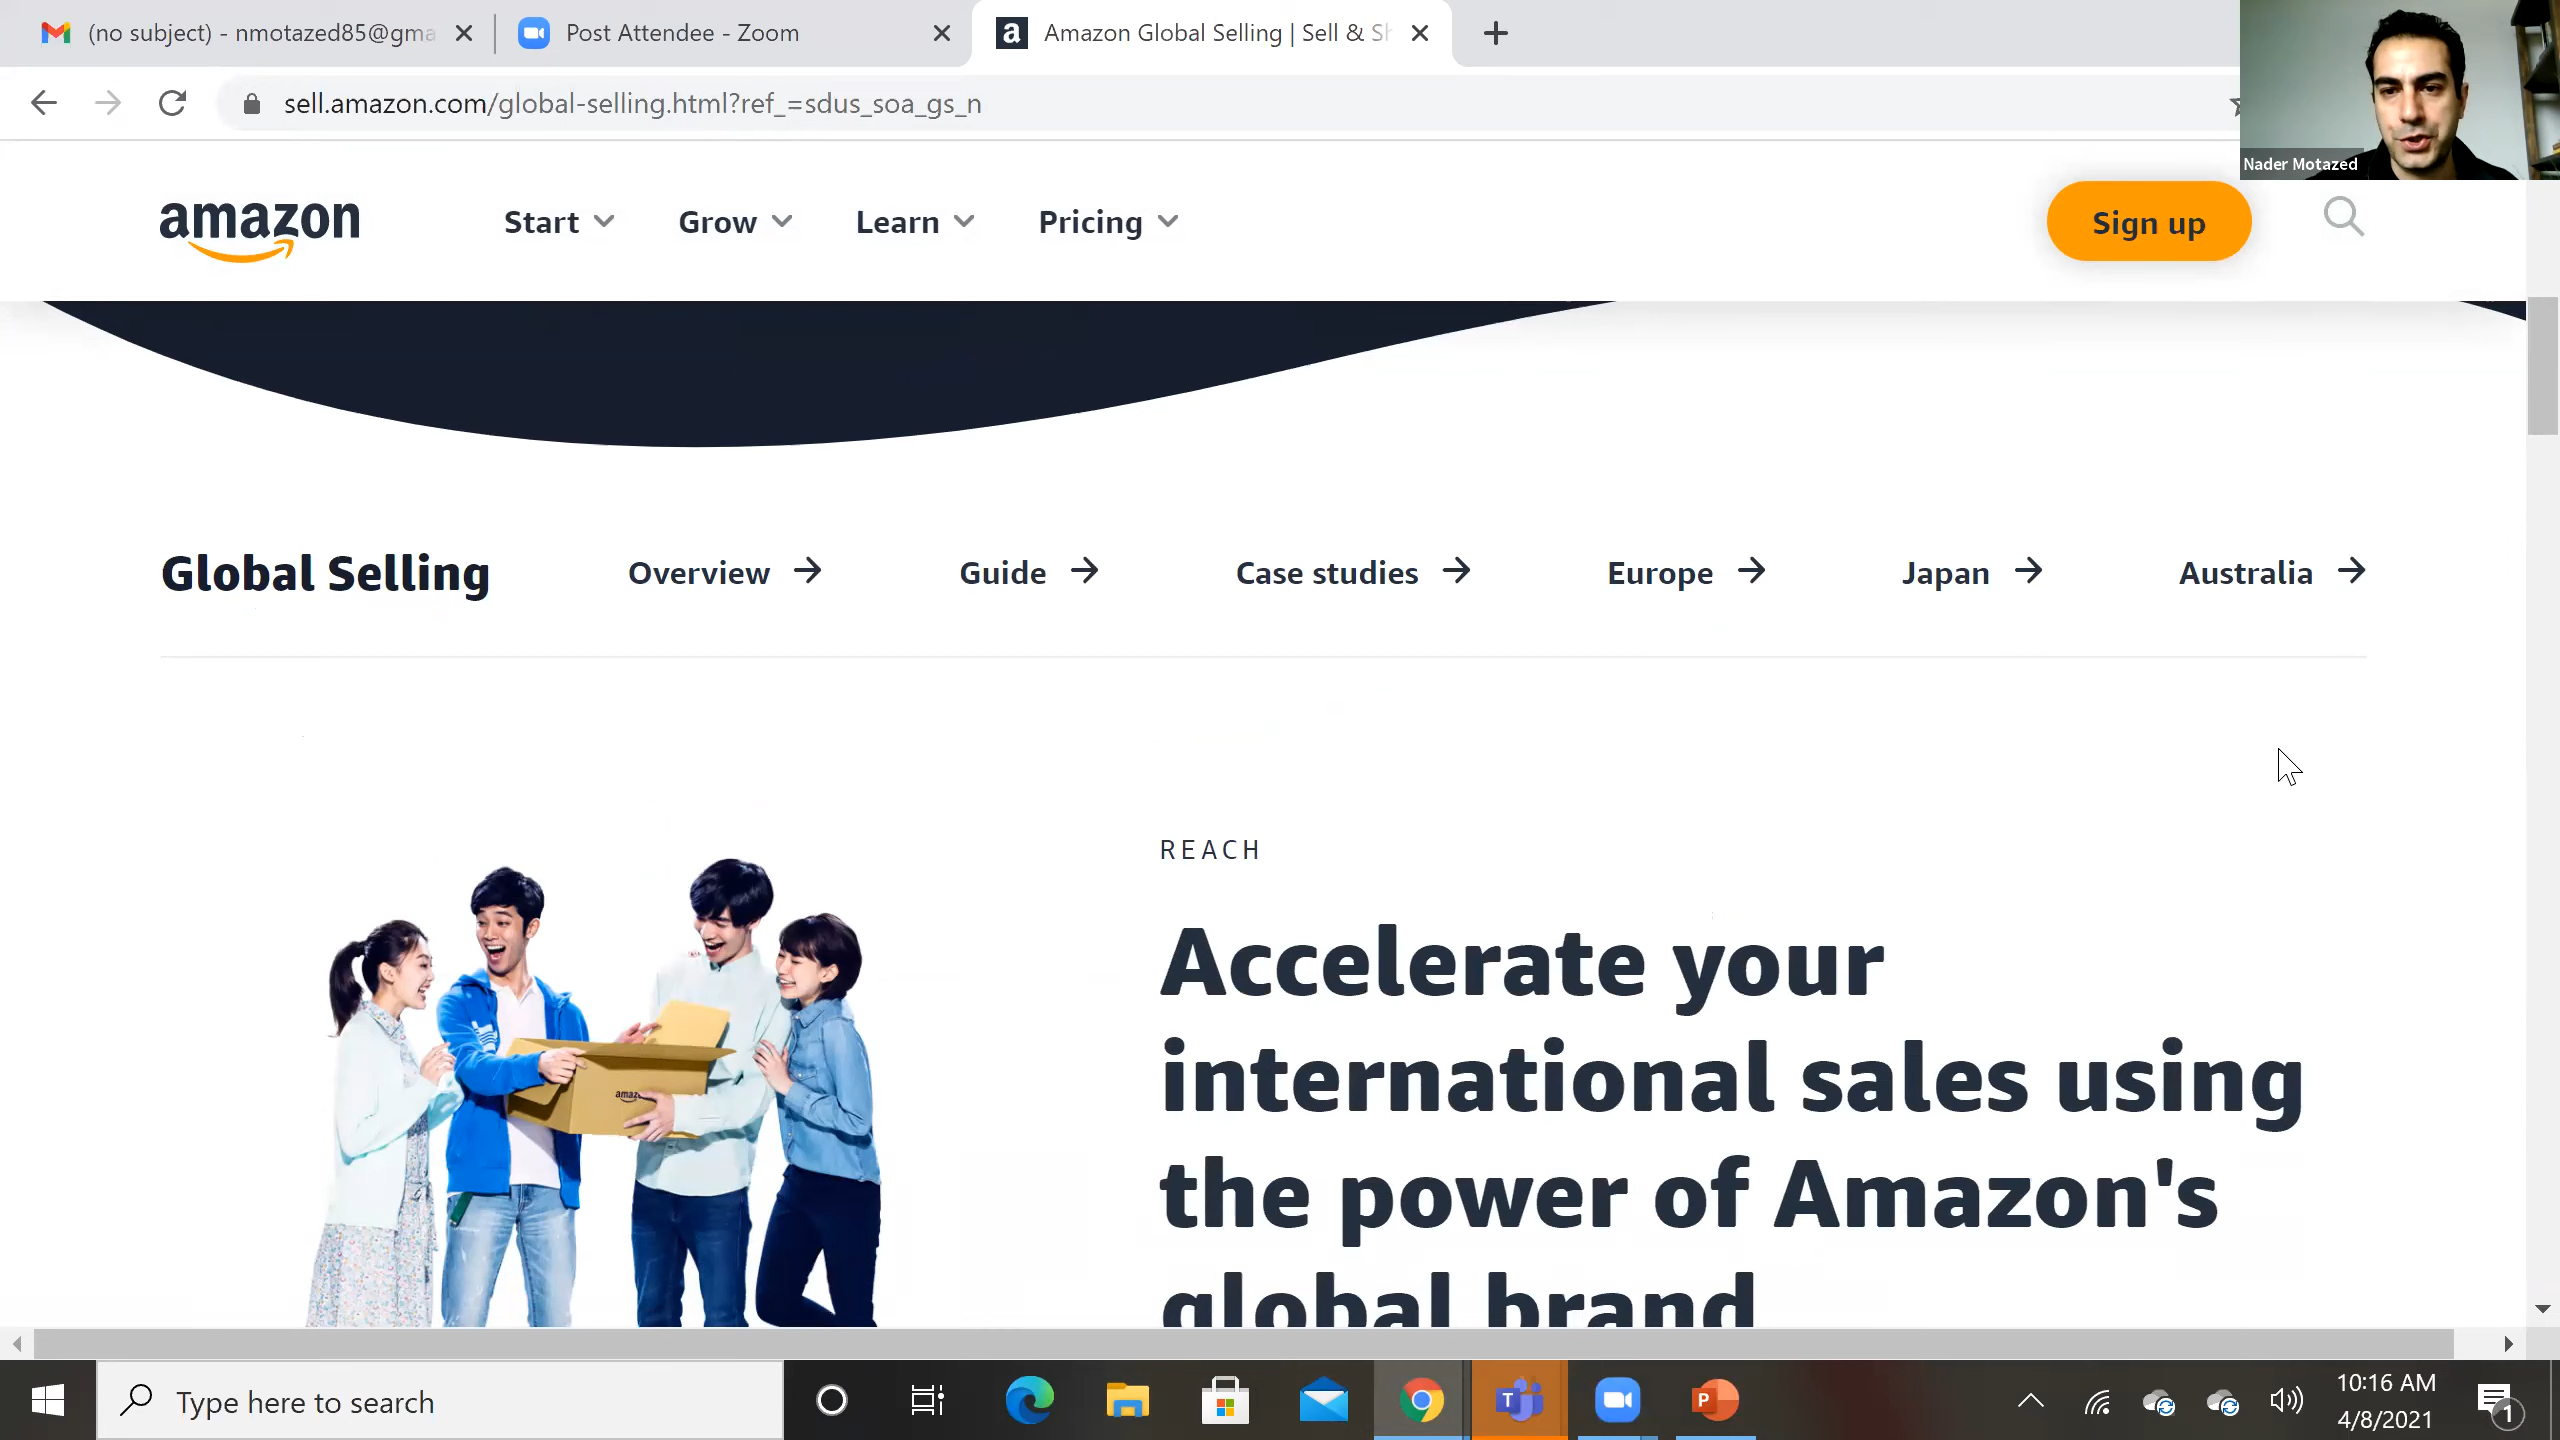 (no subject) - nmotazed85@gma
Post Attendee - Zoom
Amazon Global Selling | Sell & Sh
sell.amazon.com/global-selling.html?ref_=sdus_soa_gs_n
Nader Motazed
amazon
Start
Grow
Learn
Pricing
Sign up
Global Selling
Overview
Guide
Case studies
Europe
Japan
Australia
REACH
Accelerate your
international sales using
the power of Amazon's
global brand
amaz
Type here to search
10:16 AM
4/8/2021
1